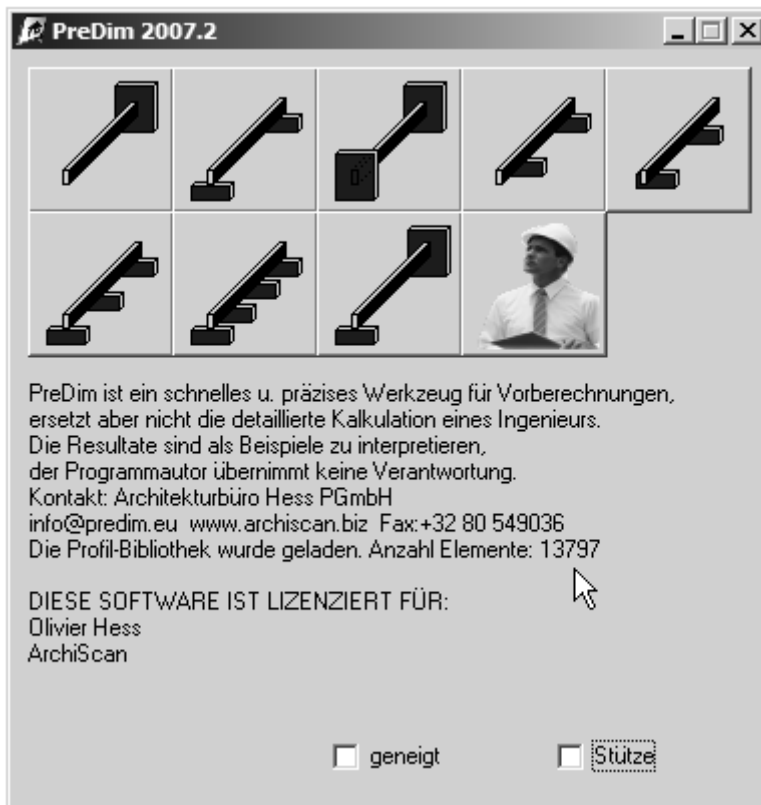 PreDim 2007.2
PreDim ist ein schnelles u. präzises Werkzeug für Vorberechnungen,
ersetzt aber nicht die detaillierte Kalkulation eines Ingenieurs.
Die Resultate sind als Beispiele zu interpretieren,
der Programmautor übernimmt keine Verantwortung.
Kontakt: Architekturbüro Hess PGmbH
info@predim.eu www.archiscan.biz Fax:+32 80 549036
Die Profil-Bibliothek wurde geladen. Anzahl Elemente: 13797
DIESE SOFTWARE IST LIZENZIERT FÜR:
Olivier Hess
ArchiScan
geneigt Stütze